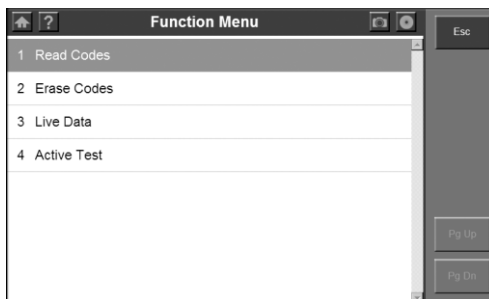 ? Function Menu
Esc
1 Read Codes
2 Erase Codes
3 Live Data
4 Active Test
Pg Up
Pg Dn